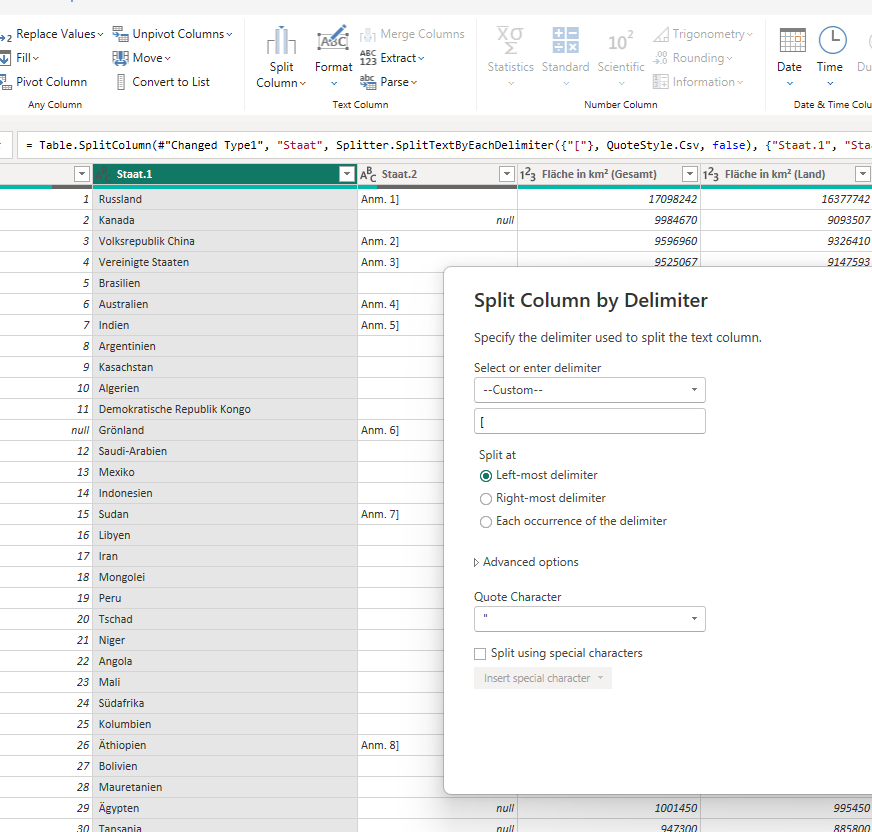 Replace Values Unpivot Columns Merge Columns Trigonometry
Fill Move Extract Rounding
Pivot Column Convert to List Parse Information
Split Column Format Statistics Standard Scientific Date Time
Any Column Text Column Number Column Date & Time
= Table.SplitColumn(#"Changed Type1", "Staat", Splitter.SplitTextByEachDelimiter({"["}, QuoteStyle.Csv, false), {"Staat.1",
Staat.1 ABC Staat.2 123 Fläche in km² (Gesamt) 123 Fläche in km² (Land)
1 Russland Anm. 1] 17098242 16377742
2 Kanada null 9984670 9093507
3 Volksrepublik China Anm. 2] 9596960 9326410
4 Vereinigte Staaten Anm. 3] 9525067 9147593
5 Brasilien
6 Australien Anm. 4]
7 Indien Anm. 5]
8 Argentinien
9 Kasachstan
10 Algerien
11 Demokratische Republik Kongo
null Grönland Anm. 6]
12 Saudi-Arabien
13 Mexiko
14 Indonesien
15 Sudan Anm. 7]
16 Libyen
17 Iran
18 Mongolei
19 Peru
20 Tschad
21 Niger
22 Angola
23 Mali
24 Südafrika
25 Kolumbien
26 Äthiopien Anm. 8]
27 Bolivien
28 Mauretanien
29 Ägypten null 1001450 995450
30 Tansania null 947300 885800
Split Column by Delimiter
Specify the delimiter used to split the text column.
Select or enter delimiter
--Custom--
[
Split at
Left-most delimiter
Right-most delimiter
Each occurrence of the delimiter
Advanced options
Quote Character
"
Split using special characters
Insert special character